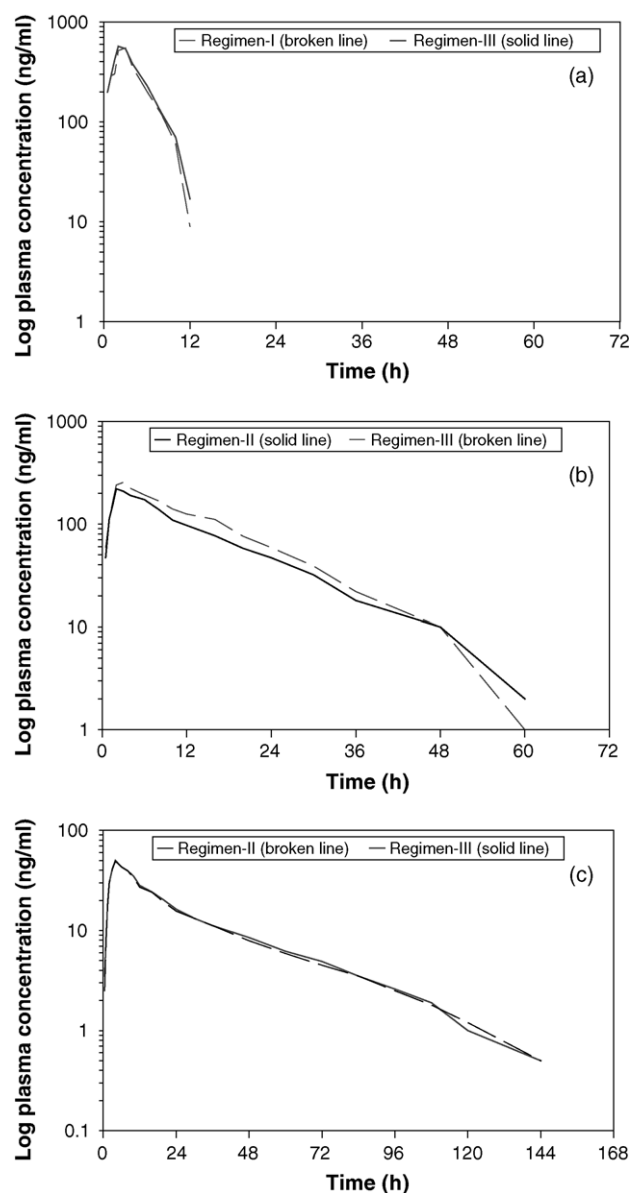 Log plasma concentration (ng/ml)
1000
100
10
1
Regimen-I (broken line) Regimen-III (solid line)
(a)
0 12 24 36 48 60 72
Time (h)
Log plasma concentration (ng/ml)
1000
100
10
1
Regimen-II (solid line) Regimen-III (broken line)
(b)
0 12 24 36 48 60 72
Time (h)
Log plasma concentration (ng/ml)
100
10
1
0.1
Regimen-II (broken line) Regimen-III (solid line)
(c)
0 24 48 72 96 120 144 168
Time (h)